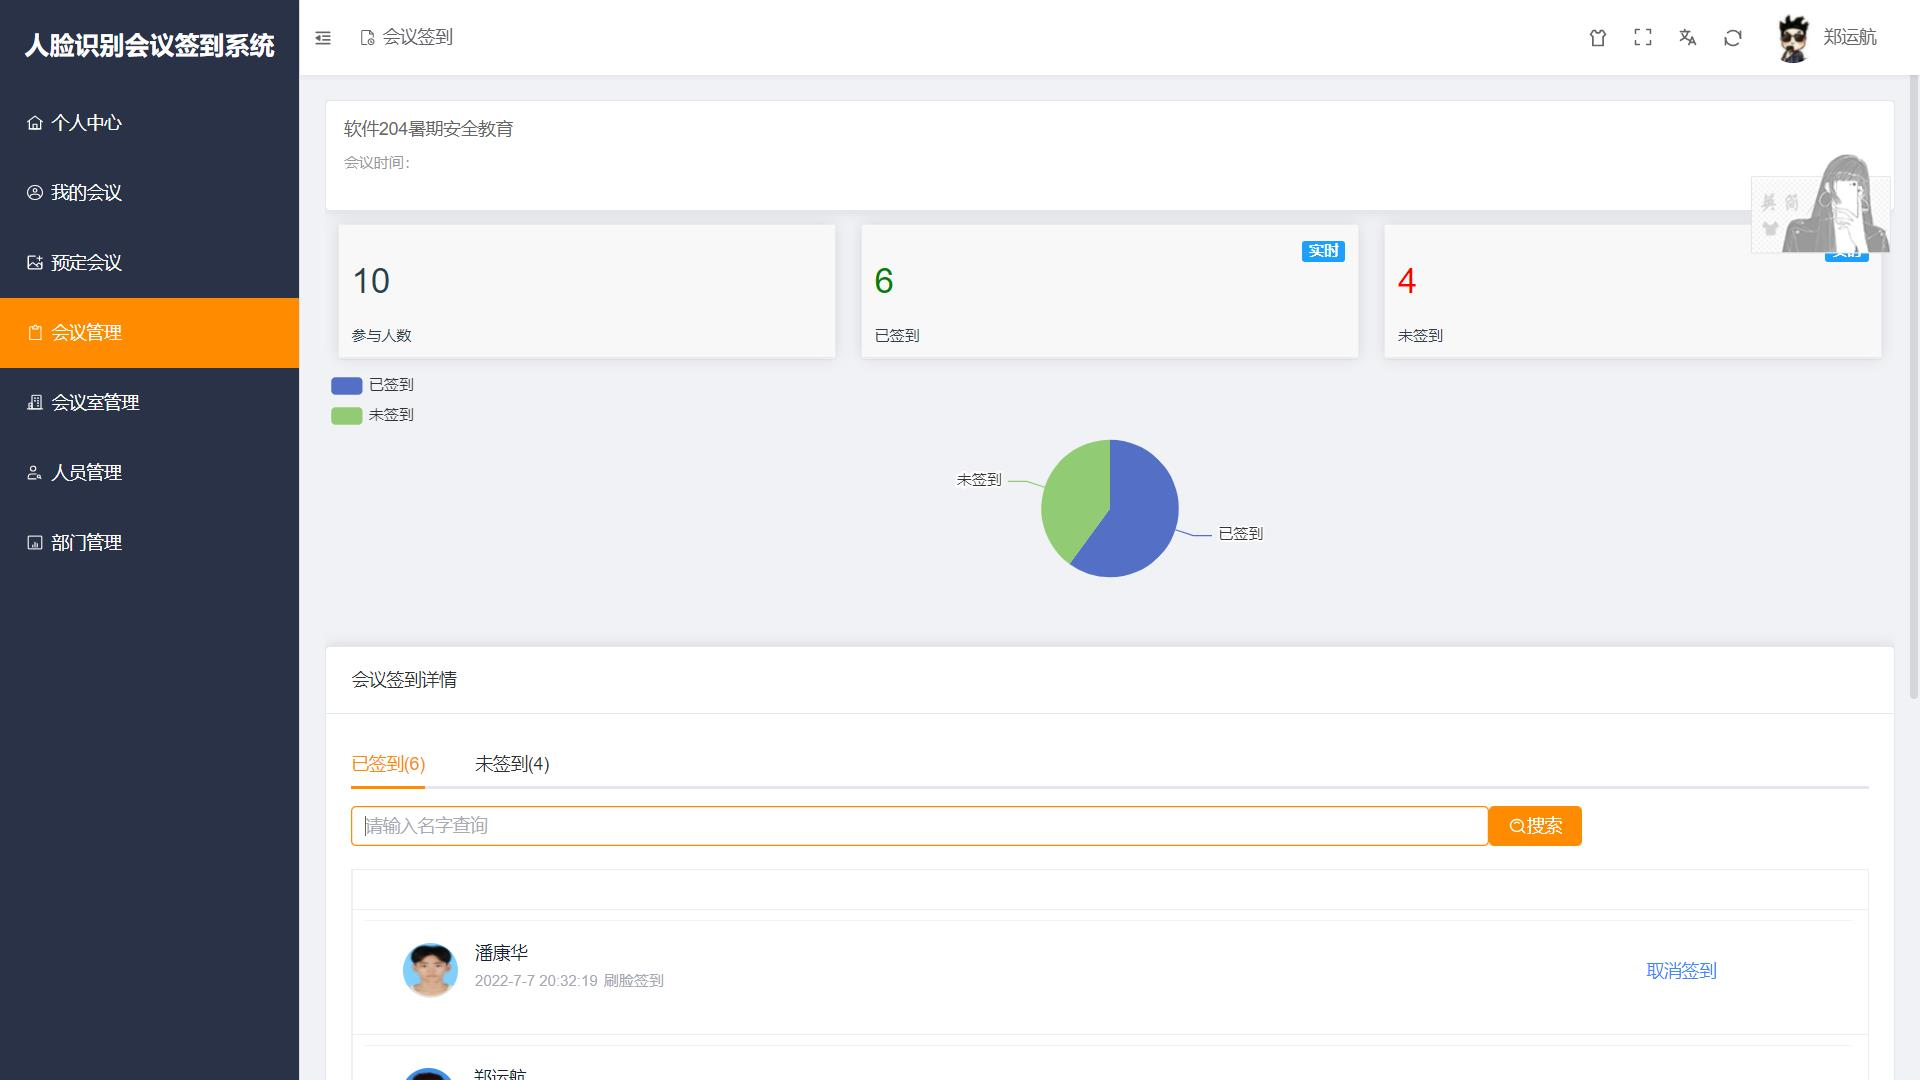 人脸识别会议签到系统
会议签到
郑运航
个人中心
我的会议
预定会议
会议管理
会议室管理
人员管理
部门管理
软件204暑期安全教育
会议时间：
英 简
10
参与人数
实时
6
已签到
4
未签到
已签到
未签到
未签到
已签到
会议签到详情
已签到(6)
未签到(4)
请输入名字查询
搜索
潘康华
2022-7-7 20:32:19 刷脸签到
取消签到
郑运航